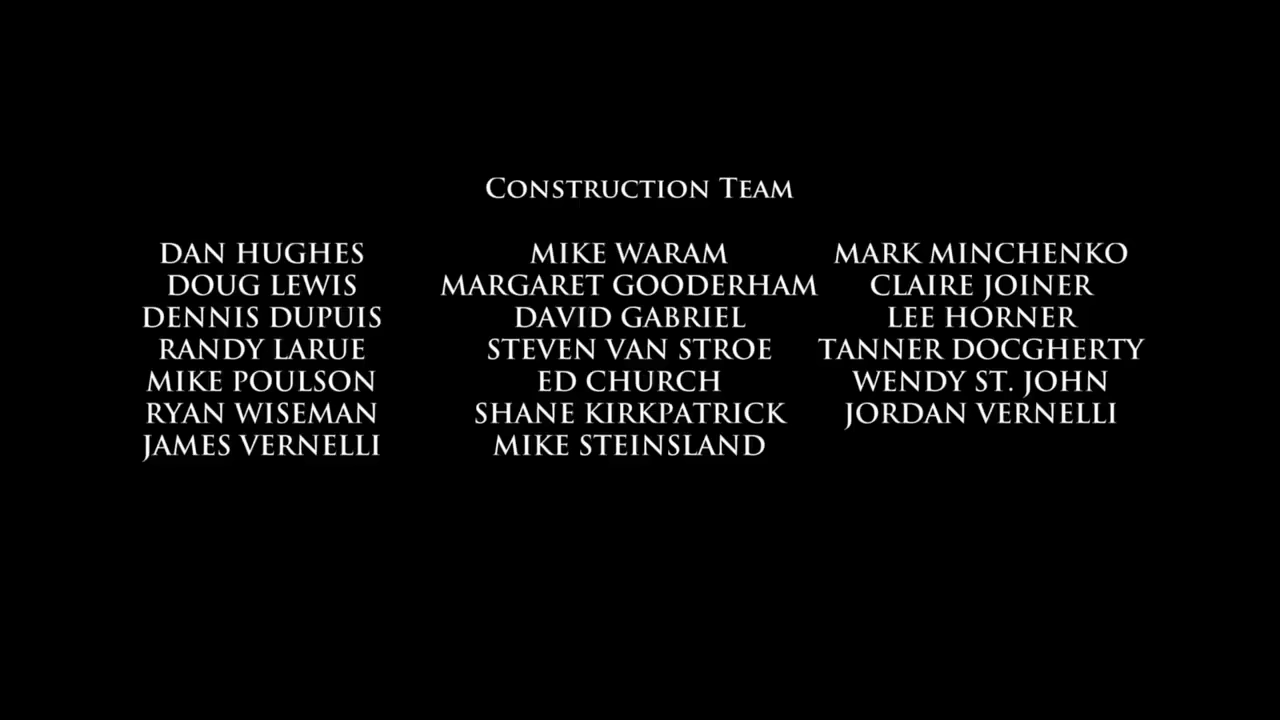 Construction Team
DAN HUGHES
DOUG LEWIS
DENNIS DUPUIS
RANDY LARUE
MIKE POULSON
RYAN WISEMAN
JAMES VERNELLI
MIKE WARAM
MARGARET GOODERHAM
DAVID GABRIEL
STEVEN VAN STROE
ED CHURCH
SHANE KIRKPATRICK
MIKE STEINSLAND
MARK MINCHENKO
CLAIRE JOINER
LEE HORNER
TANNER DOCGHERTY
WENDY ST. JOHN
JORDAN VERNELLI